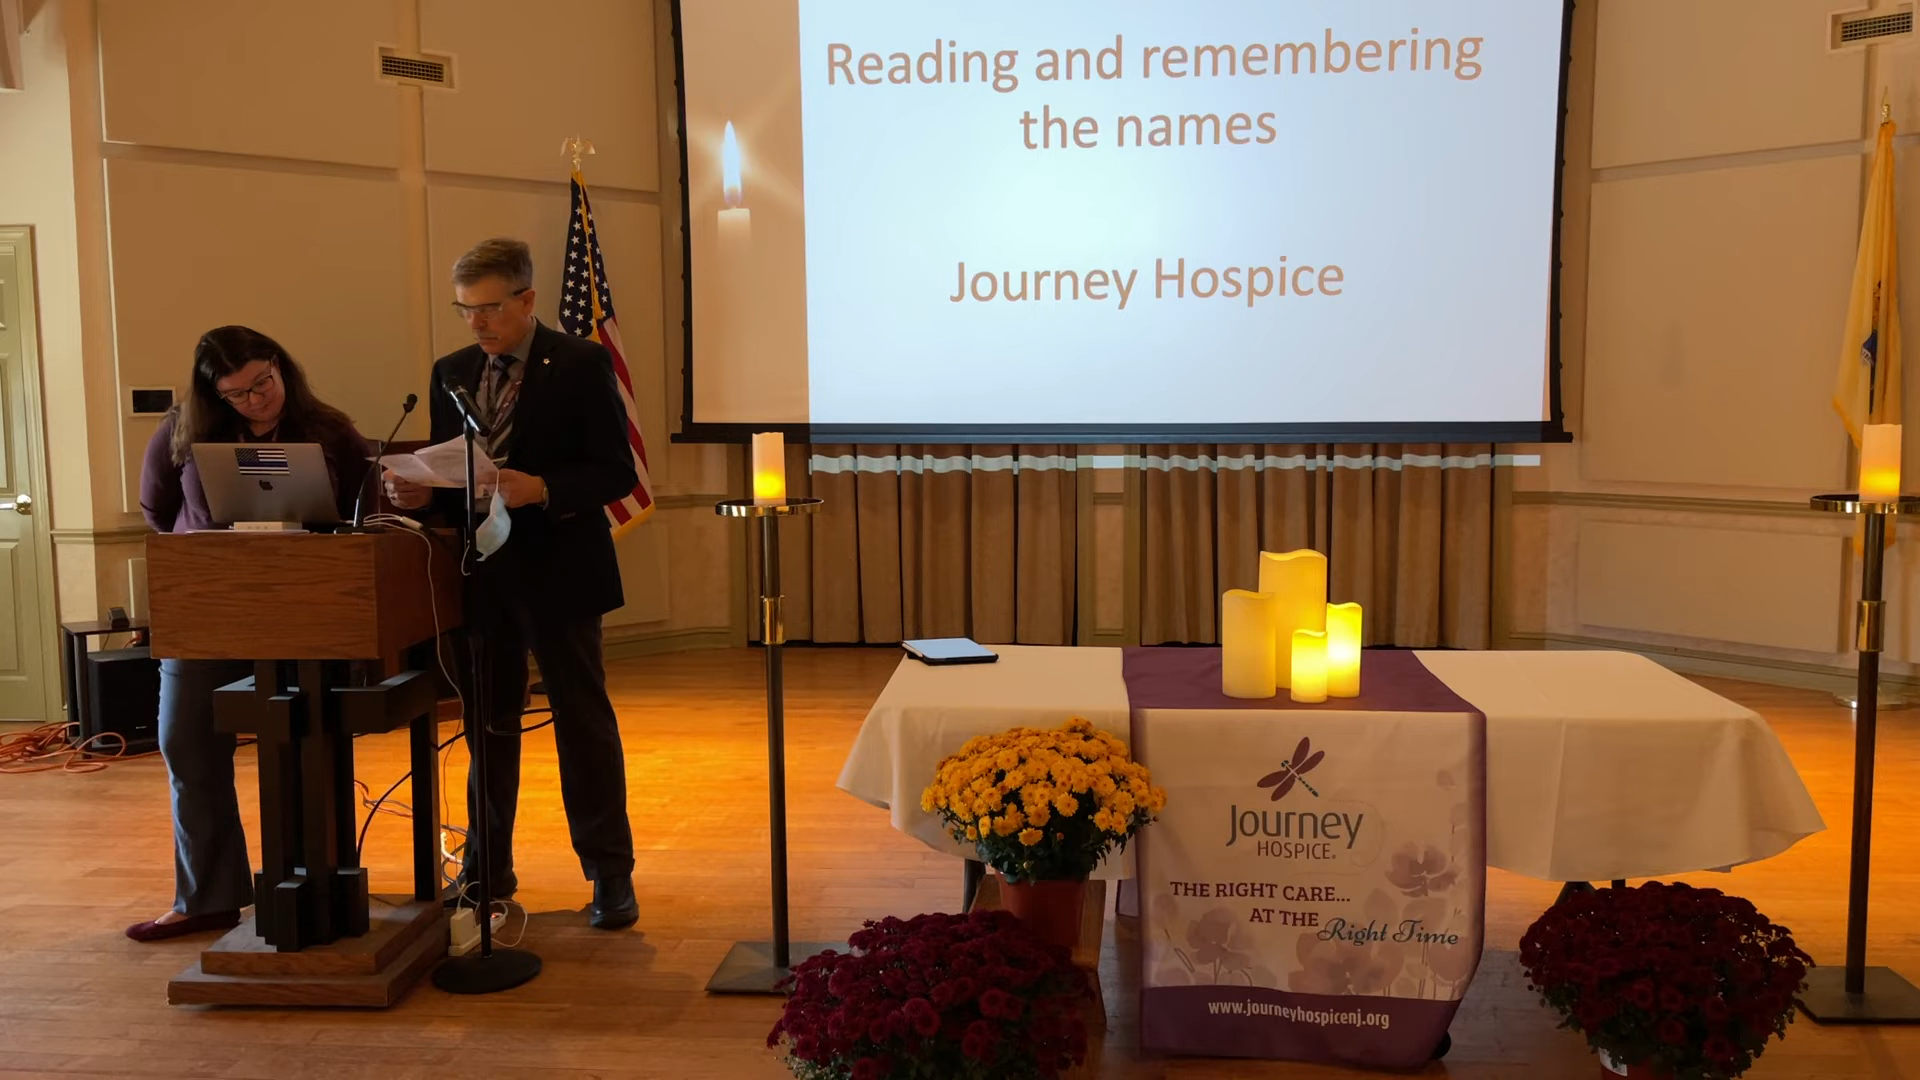 Reading and remembering
the names
Journey Hospice
Journey
HOSPICE
THE RIGHT CARE...
AT THE Right Time
www.journeyhospicenj.org